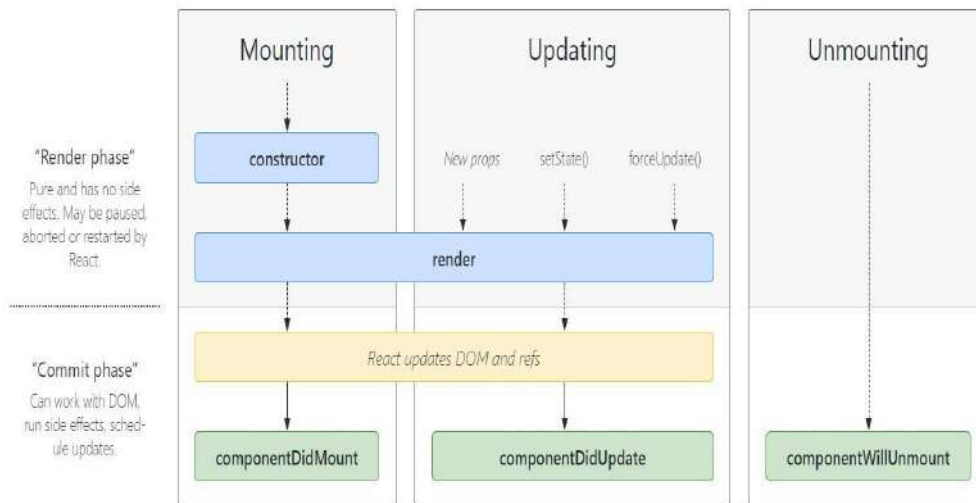 Mounting
Updating
Unmounting
"Render phase"
Pure and has no side
effects. May be paused,
aborted or restarted by
React.
constructor
New props
setState()
forceUpdate()
render
"Commit phase"
Can work with DOM,
run side effects, sched-
ule updates.
React updates DOM and refs
componentDidMount
componentDidUpdate
componentWillUnmount